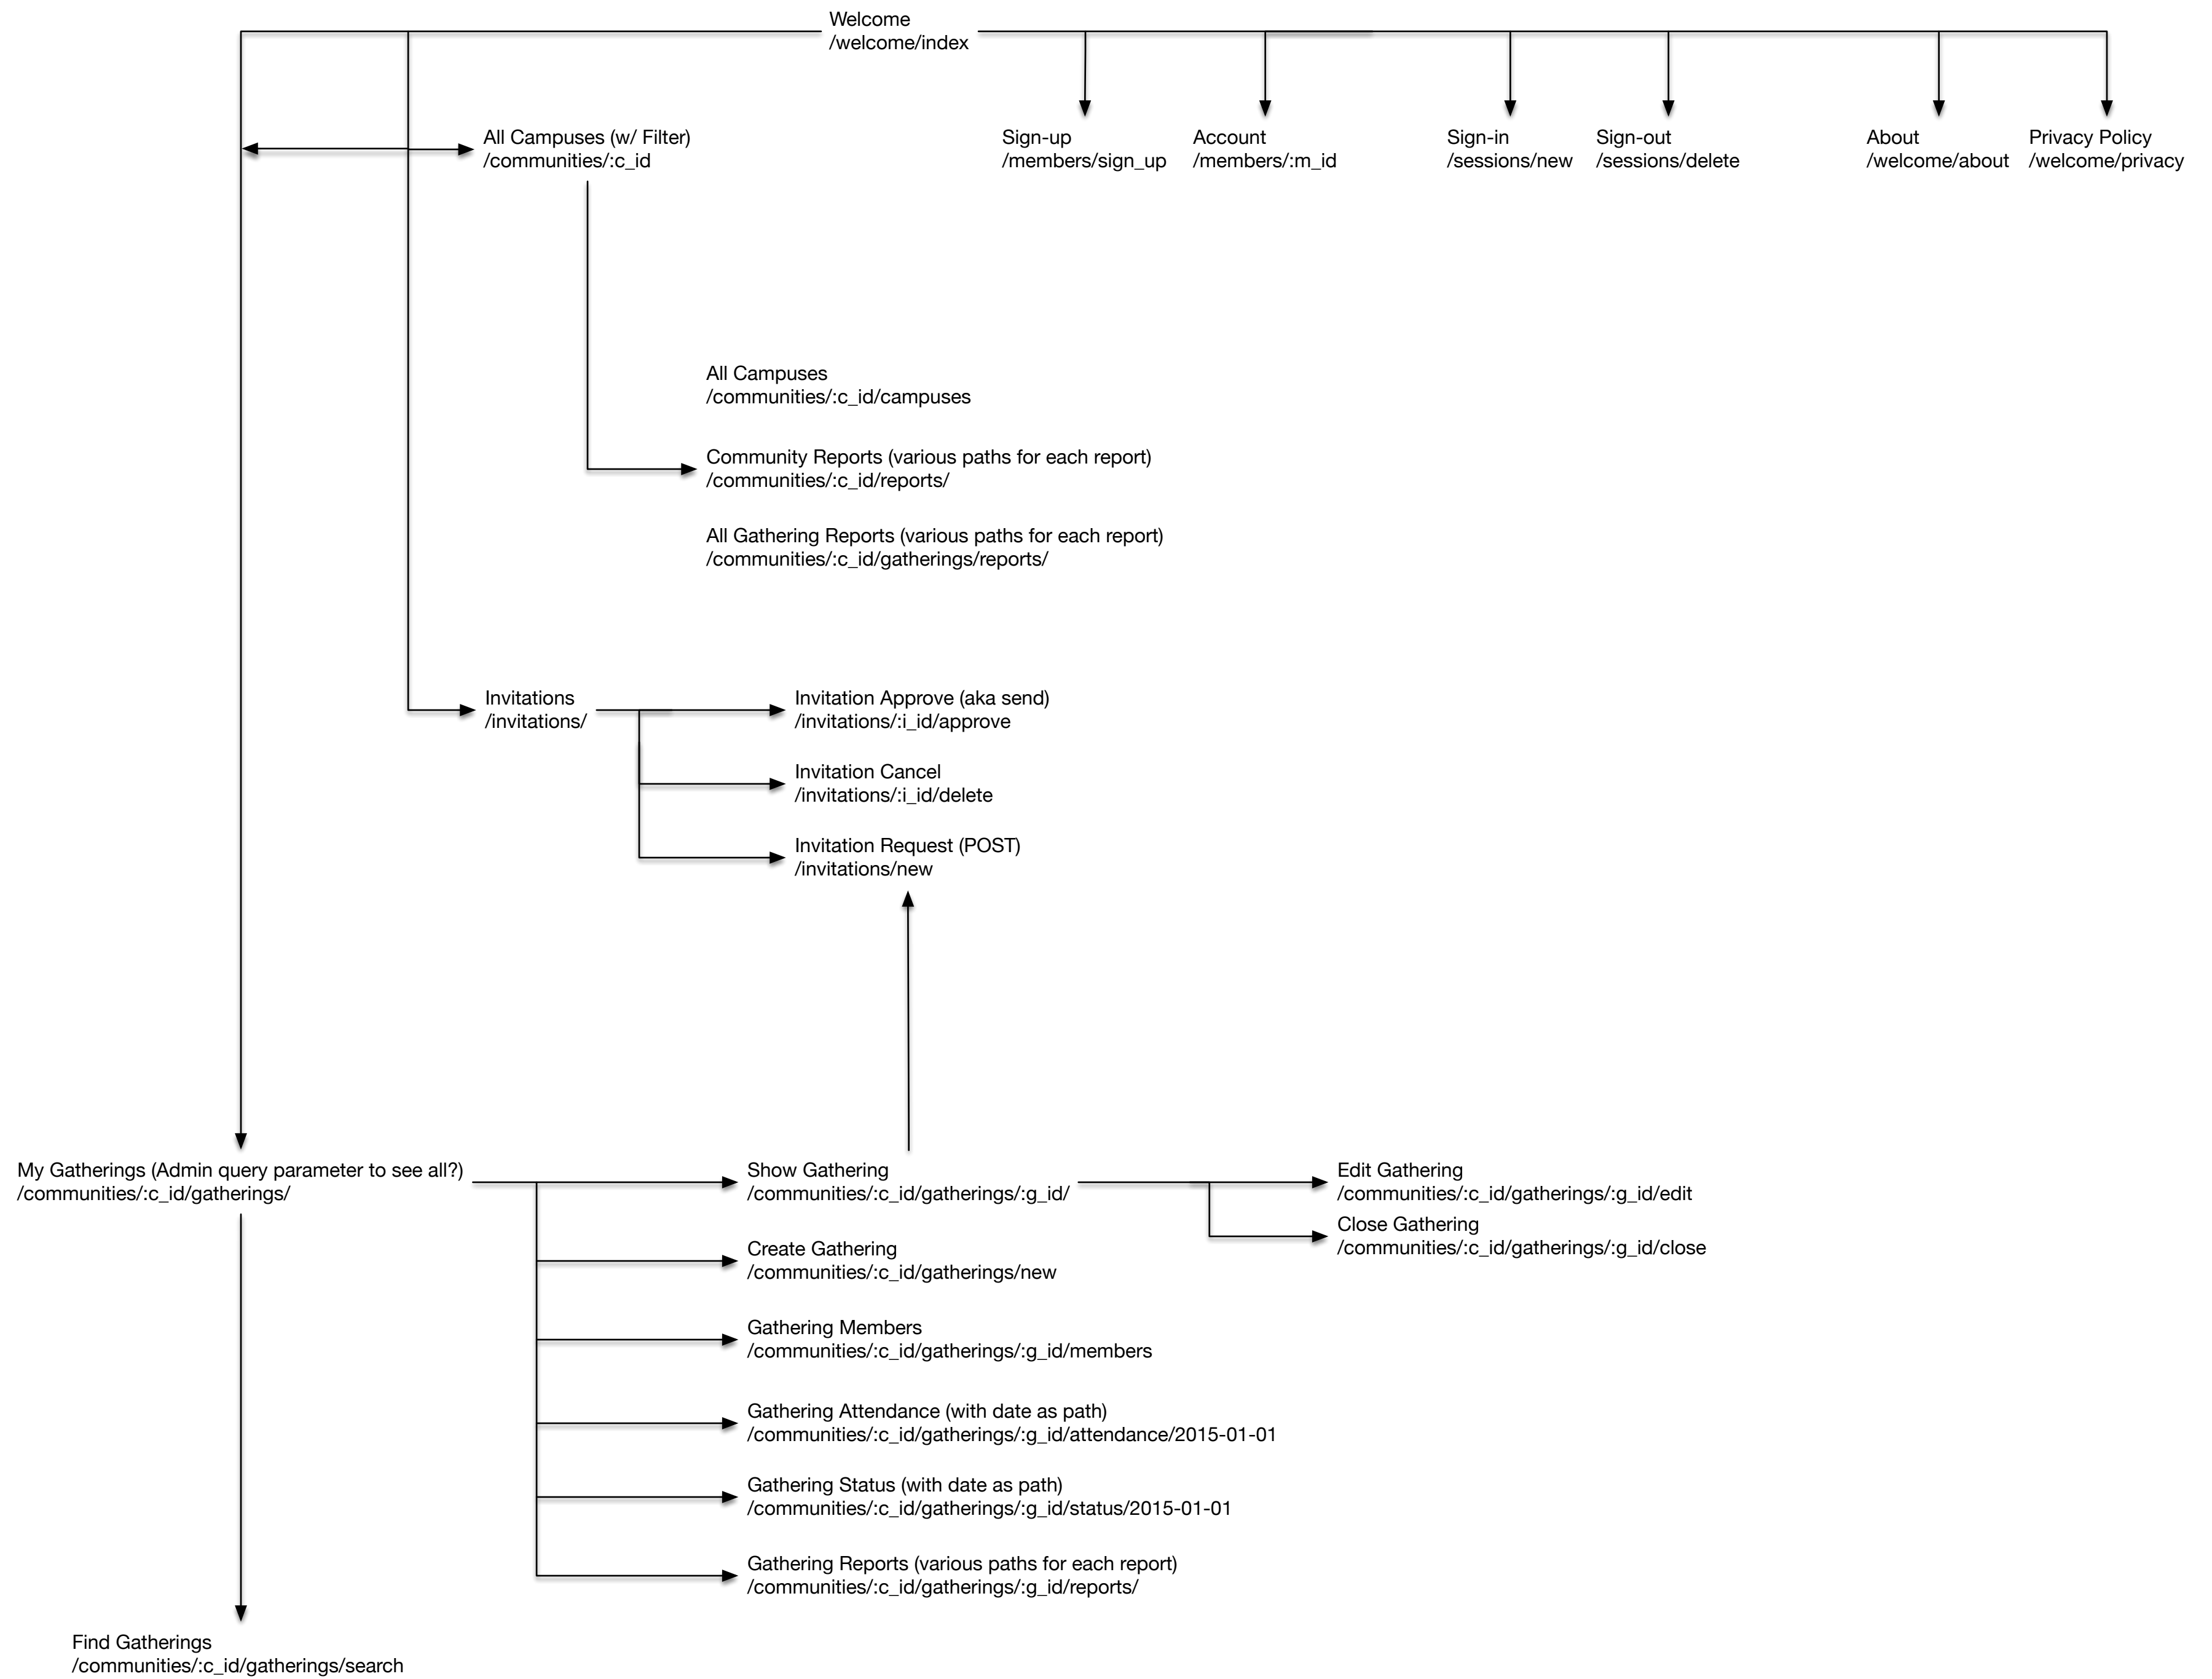 Welcome
/welcome/index
All Campuses (w/ Filter)
/communities/:c_id
Sign-up
/members/sign_up
Account
/members/:m_id
Sign-in
/sessions/new
Sign-out
/sessions/delete
About
/welcome/about
Privacy Policy
/welcome/privacy
All Campuses
/communities/:c_id/campuses
Community Reports (various paths for each report)
/communities/:c_id/reports/
All Gathering Reports (various paths for each report)
/communities/:c_id/gatherings/reports/
Invitations
/invitations/
Invitation Approve (aka send)
/invitations/:i_id/approve
Invitation Cancel
/invitations/:i_id/delete
Invitation Request (POST)
/invitations/new
My Gatherings (Admin query parameter to see all?)
/communities/:c_id/gatherings/
Show Gathering
/communities/:c_id/gatherings/:g_id/
Edit Gathering
/communities/:c_id/gatherings/:g_id/edit
Close Gathering
/communities/:c_id/gatherings/:g_id/close
Create Gathering
/communities/:c_id/gatherings/new
Gathering Members
/communities/:c_id/gatherings/:g_id/members
Gathering Attendance (with date as path)
/communities/:c_id/gatherings/:g_id/attendance/2015-01-01
Gathering Status (with date as path)
/communities/:c_id/gatherings/:g_id/status/2015-01-01
Gathering Reports (various paths for each report)
/communities/:c_id/gatherings/:g_id/reports/
Find Gatherings
/communities/:c_id/gatherings/search